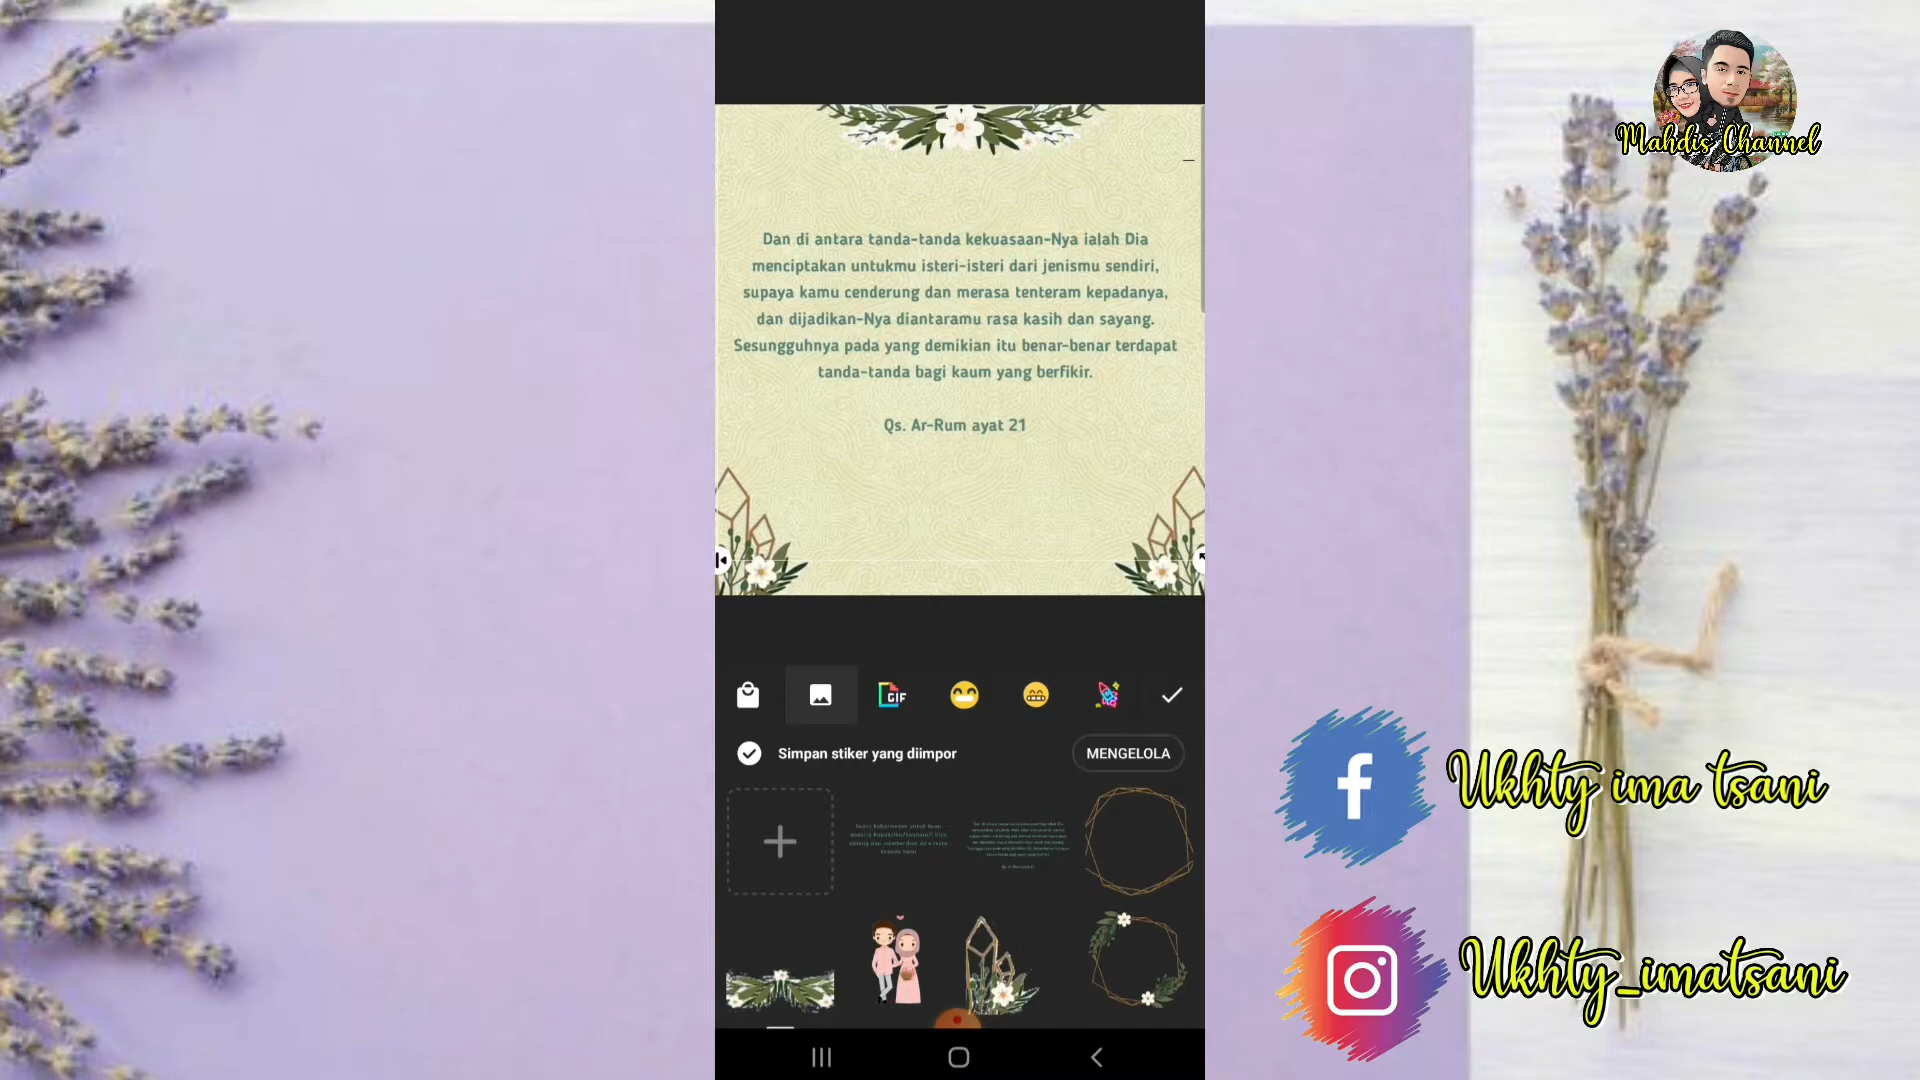 Mahdis Channel
Dan di antara tanda-tanda kekuasaan-Nya ialah Dia
menciptakan untukmu isteri-isteri dari jenismu sendiri,
supaya kamu cenderung dan merasa tenteram kepadanya,
dan dijadikan-Nya diantaramu rasa kasih dan sayang.
Sesungguhnya pada yang demikian itu benar-benar terdapat
tanda-tanda bagi kaum yang berfikir.
Qs. Ar-Rum ayat 21
GIF
Simpan stiker yang diimpor
MENGELOLA
Ukhty ima tsani
Ukhty_imatsani